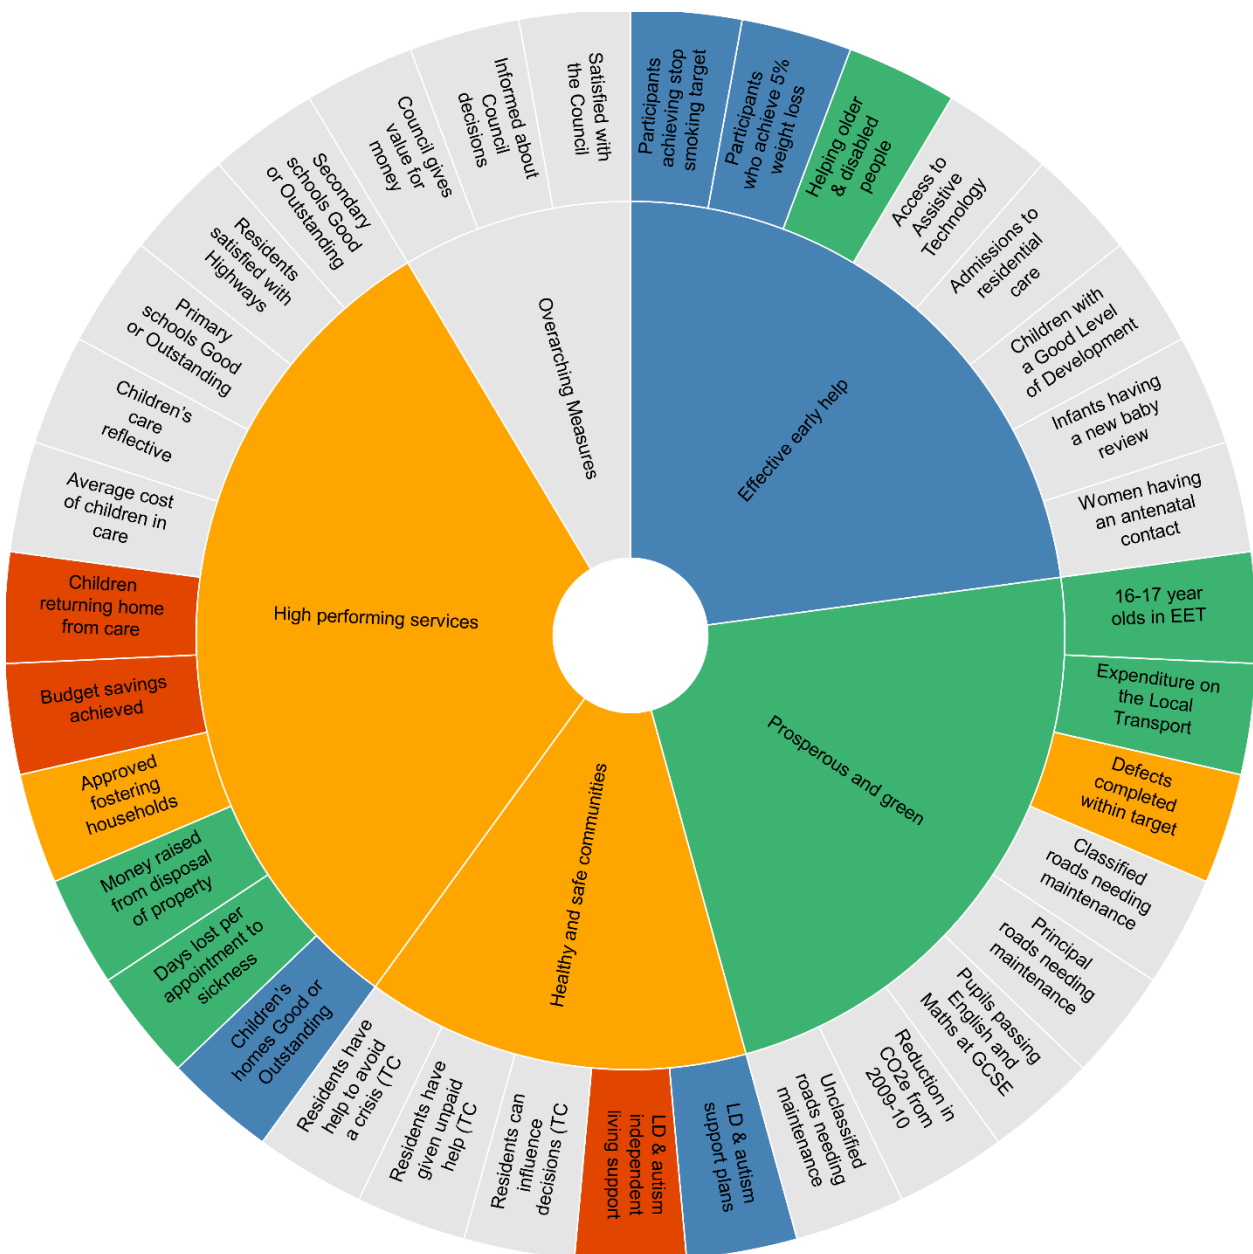 Participants
achieving stop
smoking target
Participants
who achieve 5%
weight loss
Helping older
& disabled
people
Access to
Assistive
Technology
Admissions to
residential
care
Children with
a Good Level
of Development
Infants having
a new baby
review
Women having
an antenatal
contact
16-17 year
olds in EET
Expenditure on
the Local
Transport
Defects
completed
within target
Classified
roads needing
maintenance
Principal
roads needing
maintenance
Pupils passing
English and
Maths at GCSE
Reduction in
CO2e from
2009-10
Unclassified
roads needing
maintenance
LD & autism
support plans
LD & autism
independent
living support
Residents can
influence
decisions (TC
Residents have
given unpaid
help (TC
Residents have
help to avoid
a crisis (TC
Children's
homes Good or
Outstanding
Days lost per
appointment to
sickness
Money raised
from disposal
of property
Approved
fostering
households
Budget savings
achieved
Children
returning home
from care
Average cost
of children in
care
Children's
care
reflective
Primary
schools Good
or Outstanding
Residents
satisfied with
Highways
Secondary
schools Good
or Outstanding
Council gives
value for
money
Informed about
Council
decisions
Satisfied with
the Council
Effective early help
Prosperous and green
Healthy and safe communities
High performing services
Overarching Measures